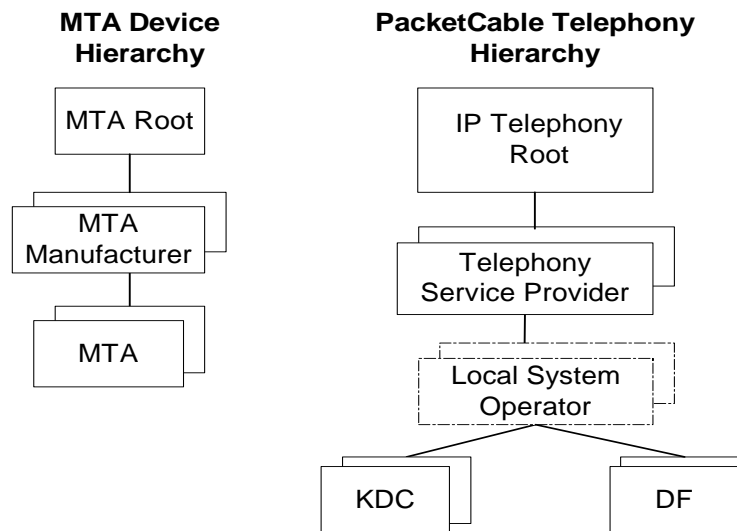 MTA Device
Hierarchy
MTA Root
MTA
Manufacturer
MTA
PacketCable Telephony
Hierarchy
IP Telephony
Root
Telephony
Service Provider
Local System
Operator
KDC
DF